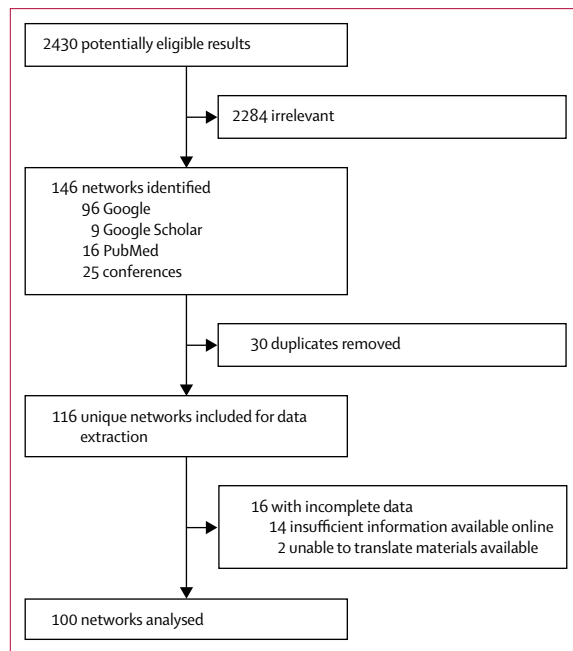 2430 potentially eligible results
2284 irrelevant
146 networks identified
96 Google
9 Google Scholar
16 PubMed
25 conferences
30 duplicates removed
116 unique networks included for data
extraction
16 with incomplete data
14 insufficient information available online
2 unable to translate materials available
100 networks analysed